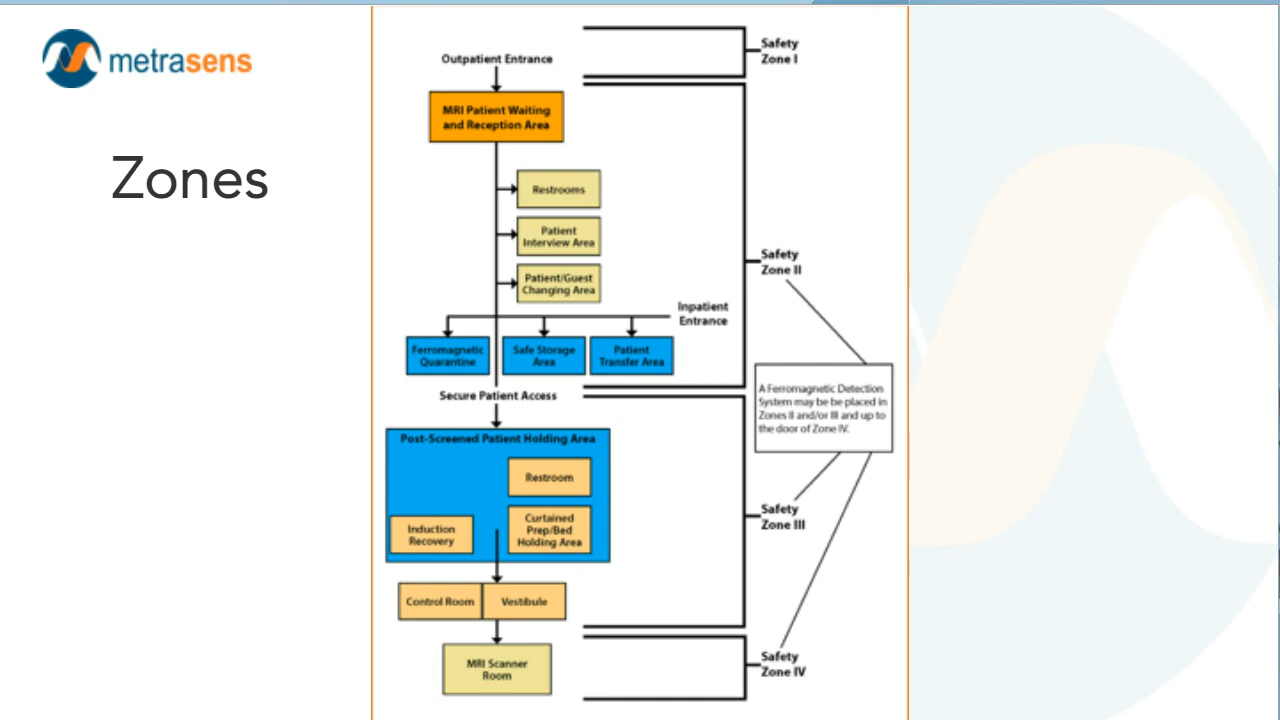 metrasens
Zones
Outpatient Entrance
Safety
Zone I
MRI Patient Waiting
and Reception Area
Restrooms
Patient
Interview Area
Patient/Guest
Changing Area
Safety
Zone II
Inpatient
Entrance
Ferromagnetic
Quarantine
Safe Storage
Area
Patient
Transfer Area
A Ferromagnetic Detection
System may be be placed in
Zones II and/or III and up to
the door of Zone IV.
Secure Patient Access
Post-Screened Patient Holding Area
Restroom
Induction
Recovery
Curtained
Prep/Bed
Holding Area
Safety
Zone III
Control Room
Vestibule
MRI Scanner
Room
Safety
Zone IV